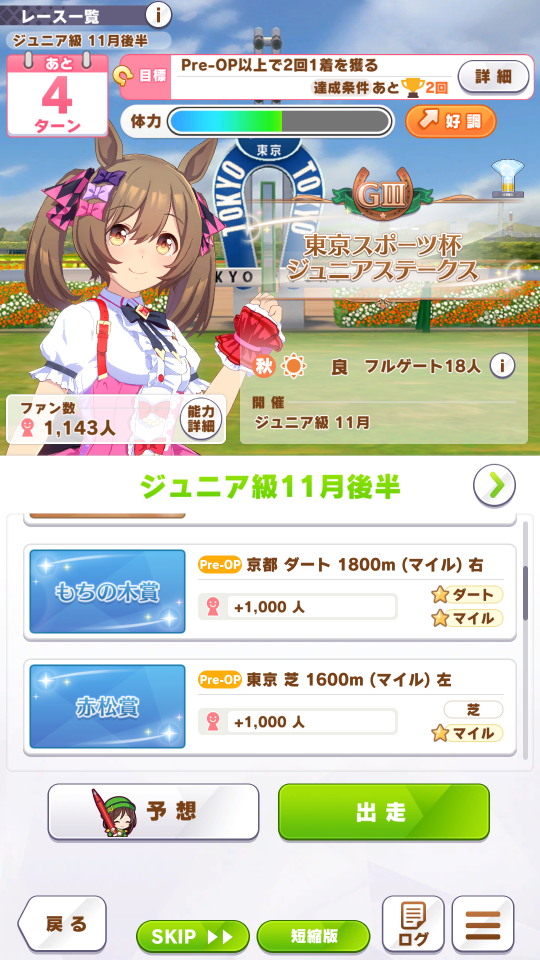 レース一覧
i
ジュニア級 11月後半
あと
4
ターン
目標
Pre-OP以上で2回1着を獲る
達成条件 あと 2回
詳細
体力
好調
東京
TOKYO
TO
KYO
GIII
東京スポーツ杯
ジュニアステークス
秋
良 フルゲート18人
i
開催
ジュニア級 11月
ファン数
1,143人
能力
詳細
ジュニア級11月後半
もちの木賞
Pre-OP 京都 ダート 1800m (マイル) 右
+1,000 人
ダート
マイル
赤松賞
Pre-OP 東京 芝 1600m (マイル) 左
+1,000 人
芝
マイル
予想
出走
戻る
SKIP
短縮版
ログ